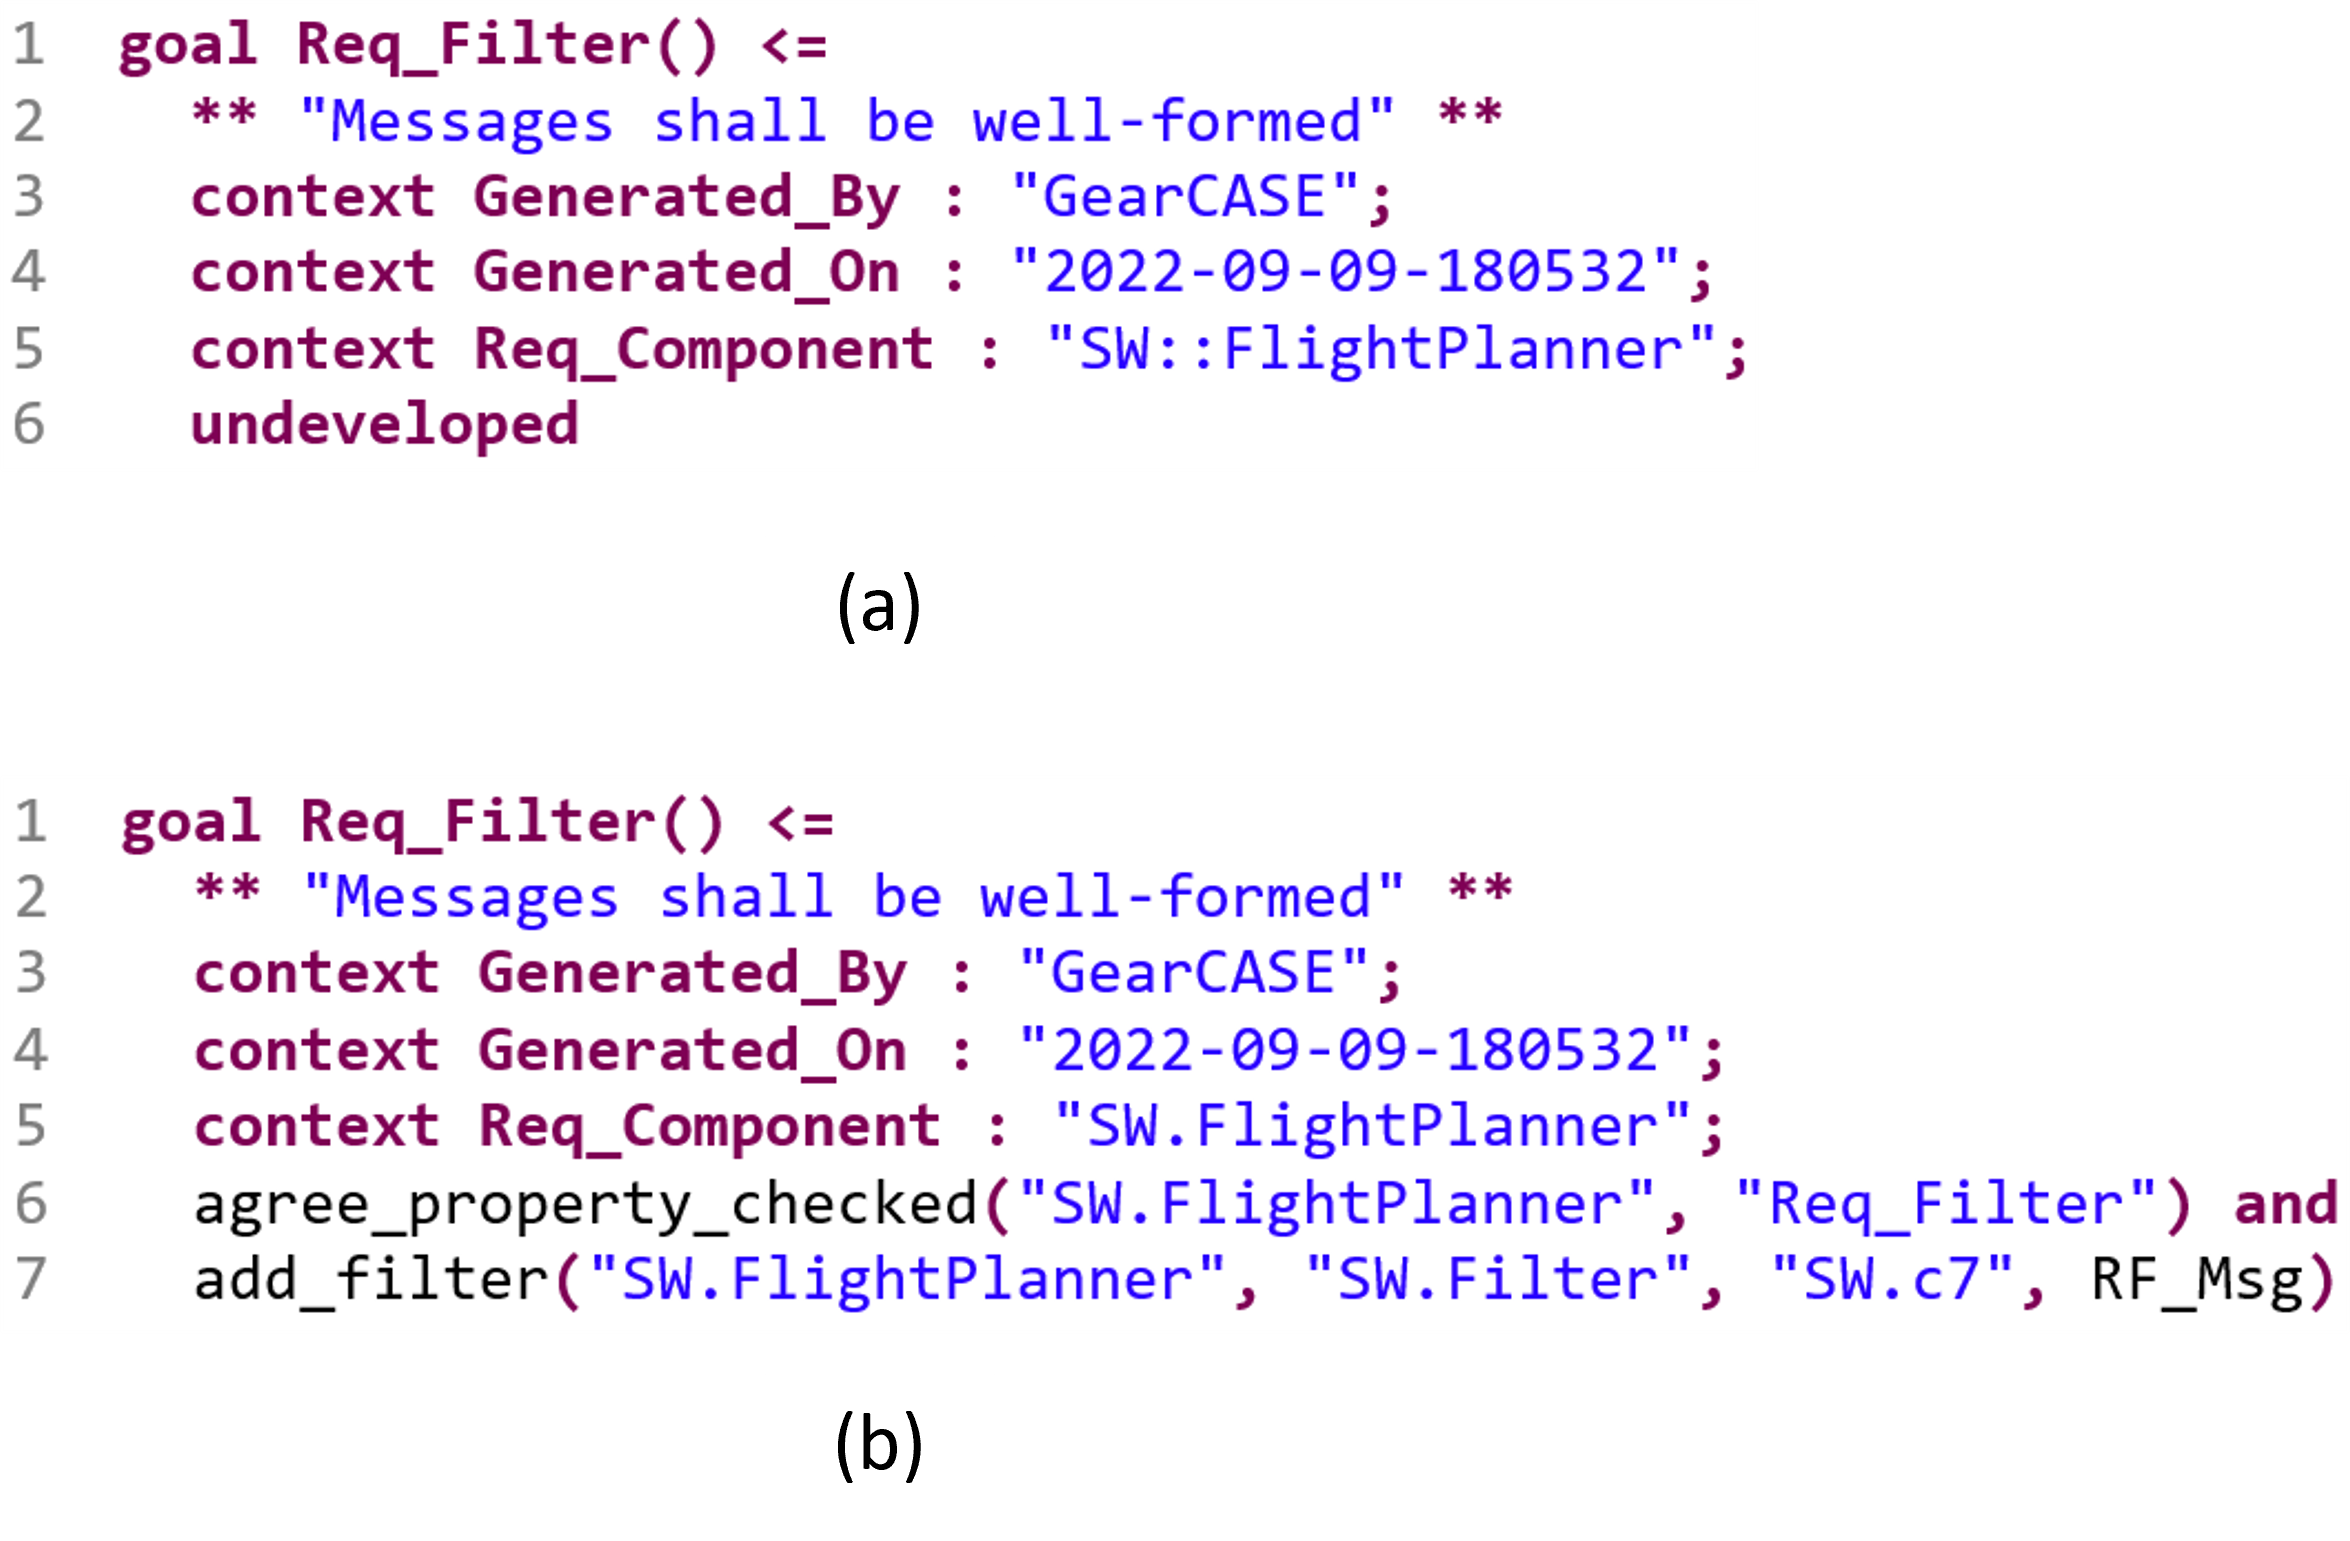 1 goal Req_Filter() <=
2 ** "Messages shall be well-formed" **
3 context Generated_By : "GearCASE";
4 context Generated_On : "2022-09-09-180532";
5 context Req_Component : "SW::FlightPlanner";
6 undeveloped
(a)
1 goal Req_Filter() <=
2 ** "Messages shall be well-formed" **
3 context Generated_By : "GearCASE";
4 context Generated_On : "2022-09-09-180532";
5 context Req_Component : "SW.FlightPlanner";
6 agree_property_checked("SW.FlightPlanner", "Req_Filter") and
7 add_filter("SW.FlightPlanner", "SW.Filter", "SW.c7", RF_Msg)
(b)